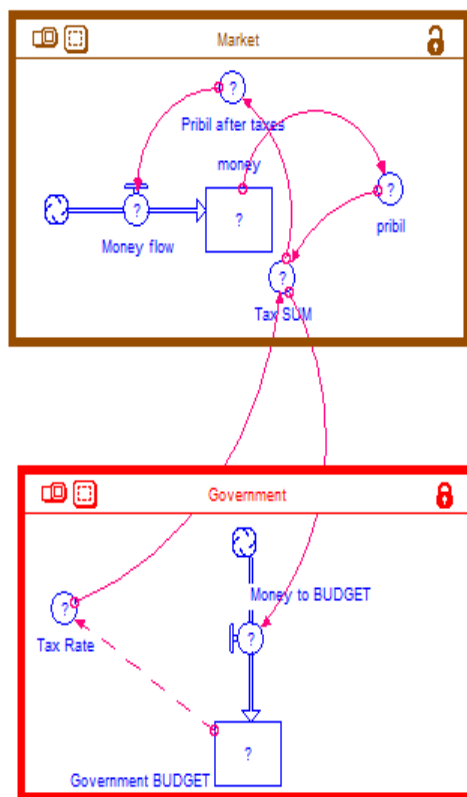 Market
?
Pribil after taxes
money
?
?
?
Money flow
pribil
?
Tax SUM
Government
Money to BUDGET
?
?
Tax Rate
?
Government BUDGET